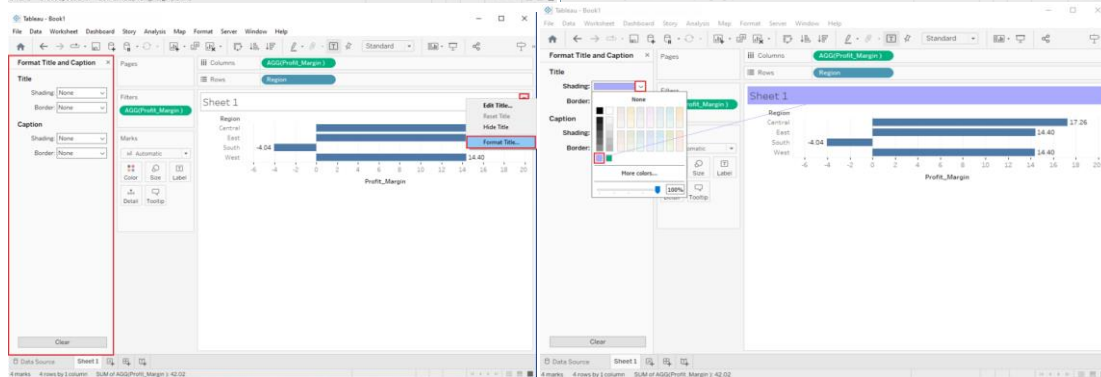 Tableau - Book1
File Data Worksheet Dashboard Story Analysis Map Format Server Window Help
Standard
Format Title and Caption
Title
Shading: None
Border: None
Caption
Shading: None
Border: None
Clear
Pages
Filters
AGG(Profit_Margin )
Marks
Automatic
Color Size Label
Detail Tooltip
Columns AGG(Profit_Margin )
Rows Region
Sheet 1
Edit Title...
Reset Title
Hide Title
Format Title...
Region
Central
East
South -4.04
West 14.40
-6 -4 -2 0 2 4 6 8 10 12 14 16 18 20
Profit_Margin
Data Source Sheet 1
4 marks 4 rows by 1 column SUM of AGG(Profit_Margin ): 42.02
Tableau - Book1
File Data Worksheet Dashboard Story Analysis Map Format Server Window Help
Standard
Format Title and Caption
Title
Shading:
Border:
Caption
Shading:
Border:
None
More colors...
100%
Clear
Pages
Size Label
Tooltip
Columns AGG(Profit_Margin )
Rows Region
Sheet 1
Region
Central 17.26
East 14.40
South -4.04
West 14.40
-6 -4 -2 0 2 4 6 8 10 12 14 16 18 20
Profit_Margin
Data Source Sheet 1
4 marks 4 rows by 1 column SUM of AGG(Profit_Margin ): 42.02